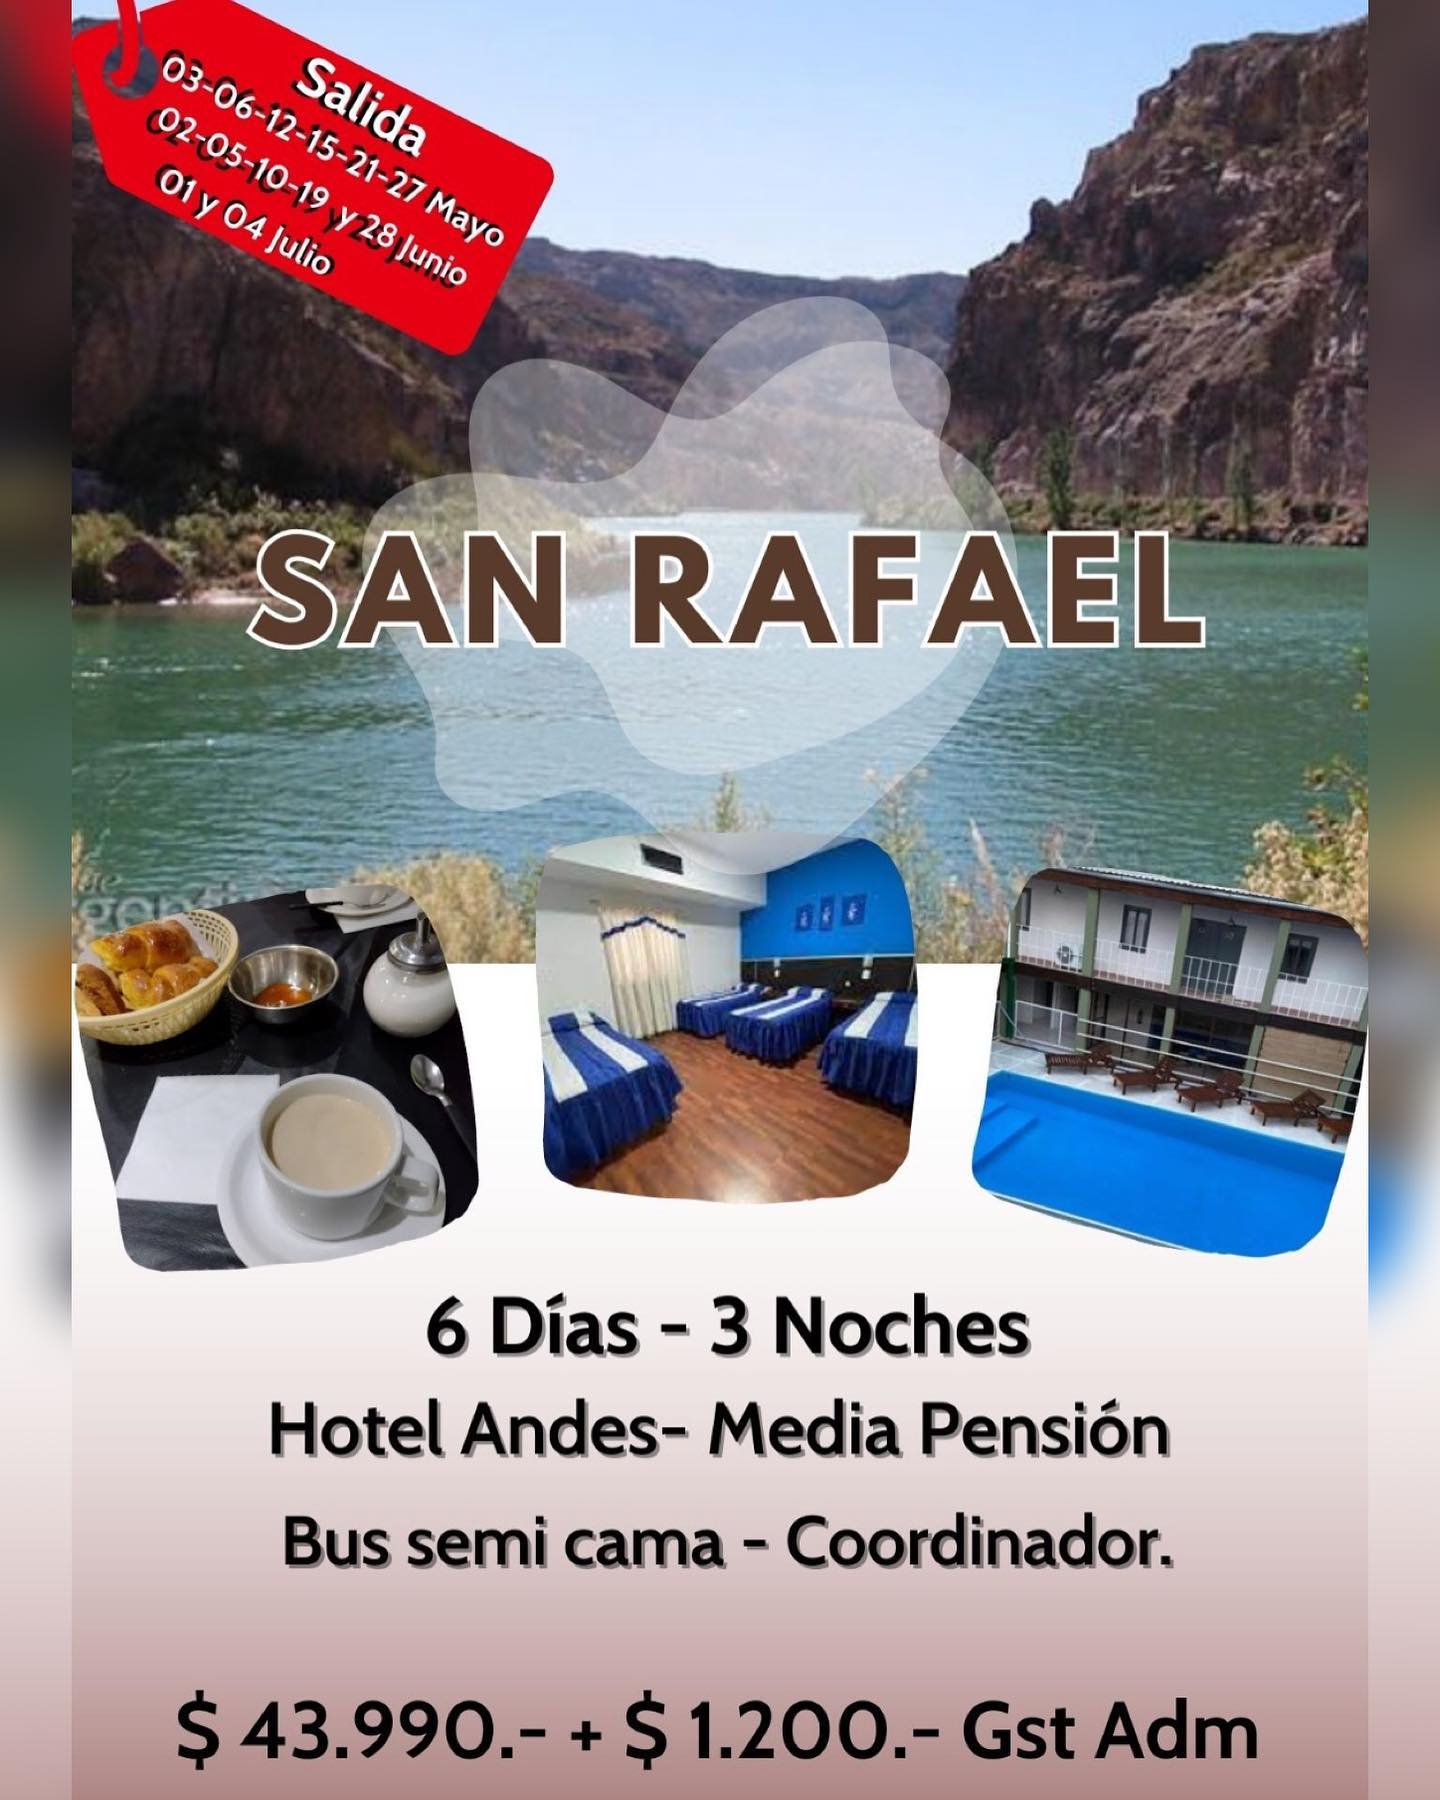 Salida
03-06-12-15-21-27 Mayo
02-05-10-19 y 28 Junio
01 y 04 Julio
SAN RAFAEL
6 Días - 3 Noches
Hotel Andes- Media Pensión
Bus semi cama - Coordinador.
$ 43.990.- + $ 1.200.- Gst Adm